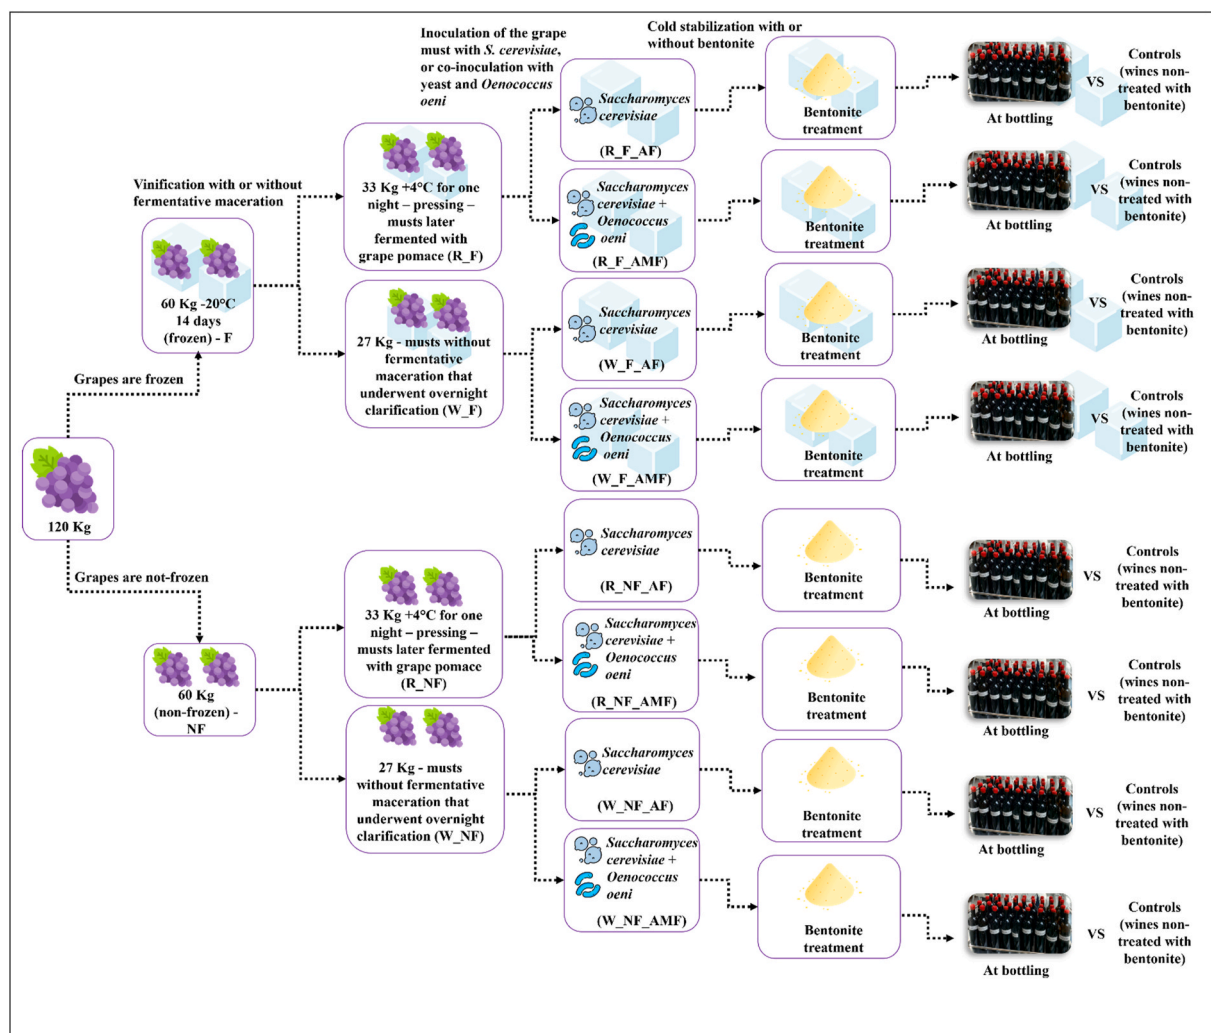 Inoculation of the grape
must with S. cerevisiae,
or co-inoculation with
yeast and Oenococcus
oeni
Cold stabilization with or
without bentonite
Vinification with or without
fermentative maceration
Grapes are frozen
120 Kg
Grapes are not-frozen
60 Kg -20°C
14 days
(frozen) - F
60 Kg
(non-frozen) -
NF
33 Kg +4°C for one
night – pressing –
musts later
fermented with
grape pomace (R_F)
27 Kg - musts without
fermentative
maceration that
underwent overnight
clarification (W_F)
33 Kg +4°C for one
night – pressing –
musts later fermented
with grape pomace
(R_NF)
27 Kg - musts
without fermentative
maceration that
underwent overnight
clarification (W_NF)
Saccharomyces
cerevisiae
(R_F_AF)
Bentonite
treatment
At bottling
VS
Controls
(wines non-
treated with
bentonite)
Saccharomyces
cerevisiae +
Oenococcus
oeni
(R_F_AMF)
Bentonite
treatment
At bottling
VS
Controls
(wines non-
treated with
bentonite)
Saccharomyces
cerevisiae
(W_F_AF)
Bentonite
treatment
At bottling
VS
Controls
(wines non-
treated with
bentonite)
Saccharomyces
cerevisiae +
Oenococcus
oeni
(W_F_AMF)
Bentonite
treatment
At bottling
VS
Controls
(wines non-
treated with
bentonite)
Saccharomyces
cerevisiae
(R_NF_AF)
Bentonite
treatment
At bottling
VS
Controls
(wines non-
treated with
bentonite)
Saccharomyces
cerevisiae +
Oenococcus
oeni
(R_NF_AMF)
Bentonite
treatment
At bottling
VS
Controls
(wines non-
treated with
bentonite)
Saccharomyces
cerevisiae
(W_NF_AF)
Bentonite
treatment
At bottling
VS
Controls
(wines non-
treated with
bentonite)
Saccharomyces
cerevisiae +
Oenococcus
oeni
(W_NF_AMF)
Bentonite
treatment
At bottling
VS
Controls
(wines non-
treated with
bentonite)